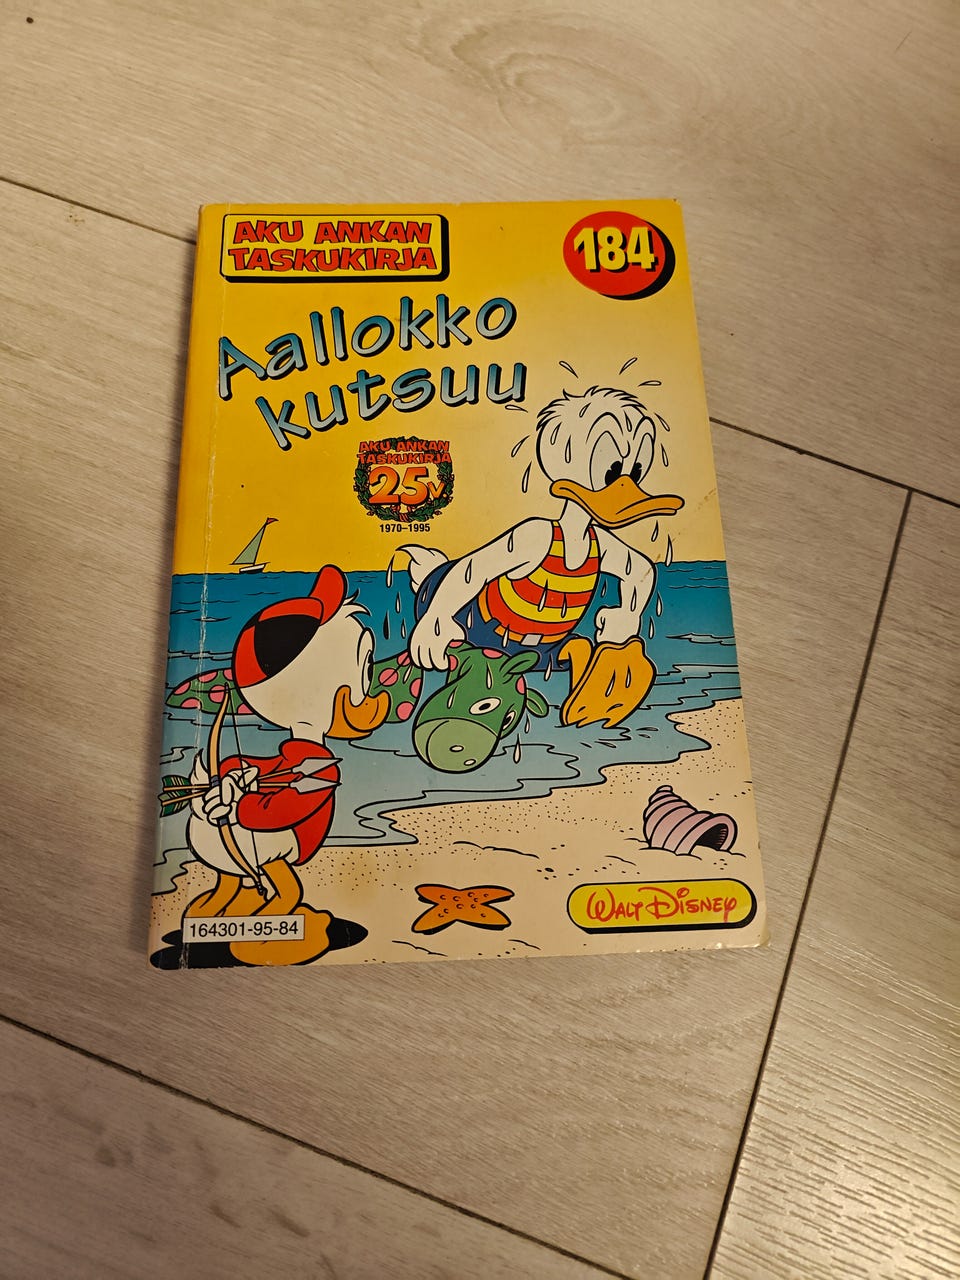 AKU ANKAN
TASKUKIRJA
184
Aallokko
kutsuu
AKU ANKAN
TASKUKIRJA
25V
1970–1995
WALT DISNEY
164301-95-84